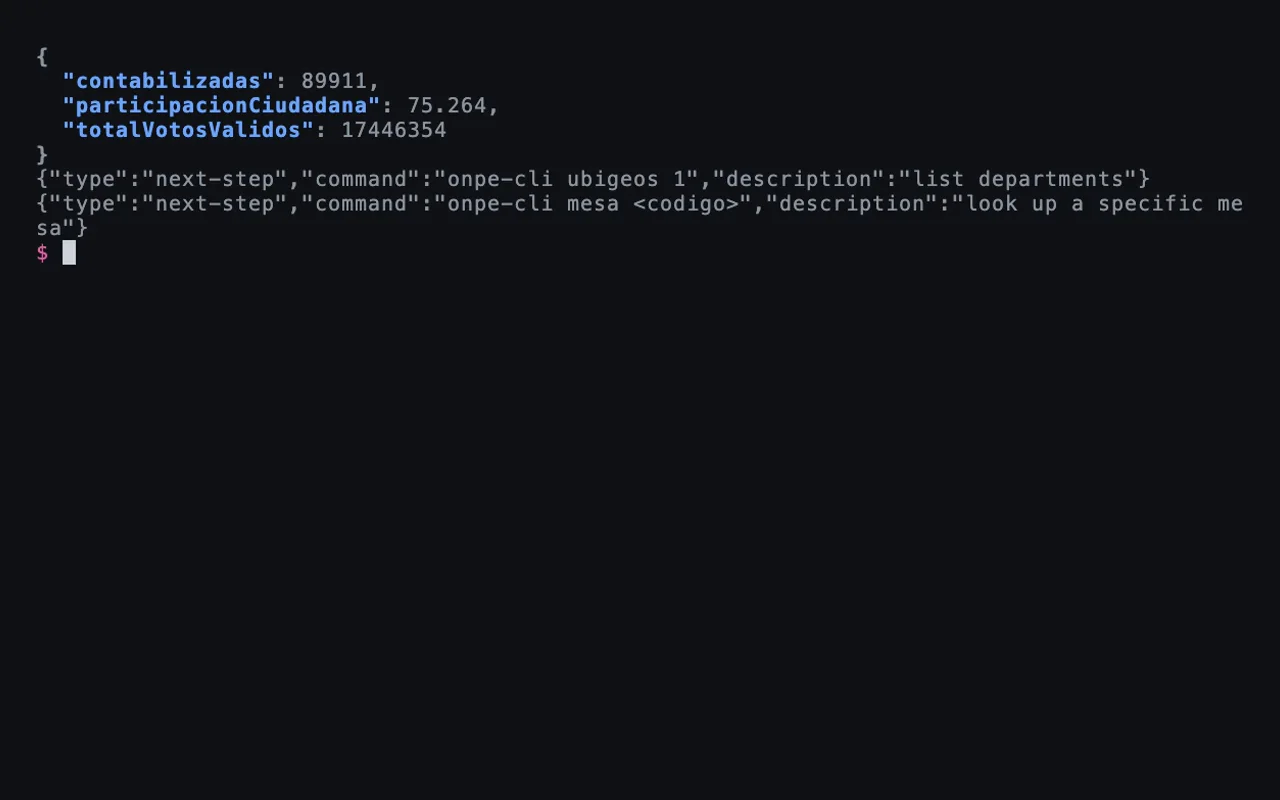 {
  "contabilizadas": 89911,
  "participacionCiudadana": 75.264,
  "totalVotosValidos": 17446354
}
{"type":"next-step","command":"onpe-cli ubigeos 1","description":"list departments"}
{"type":"next-step","command":"onpe-cli mesa <codigo>","description":"look up a specific me
sa"}
$